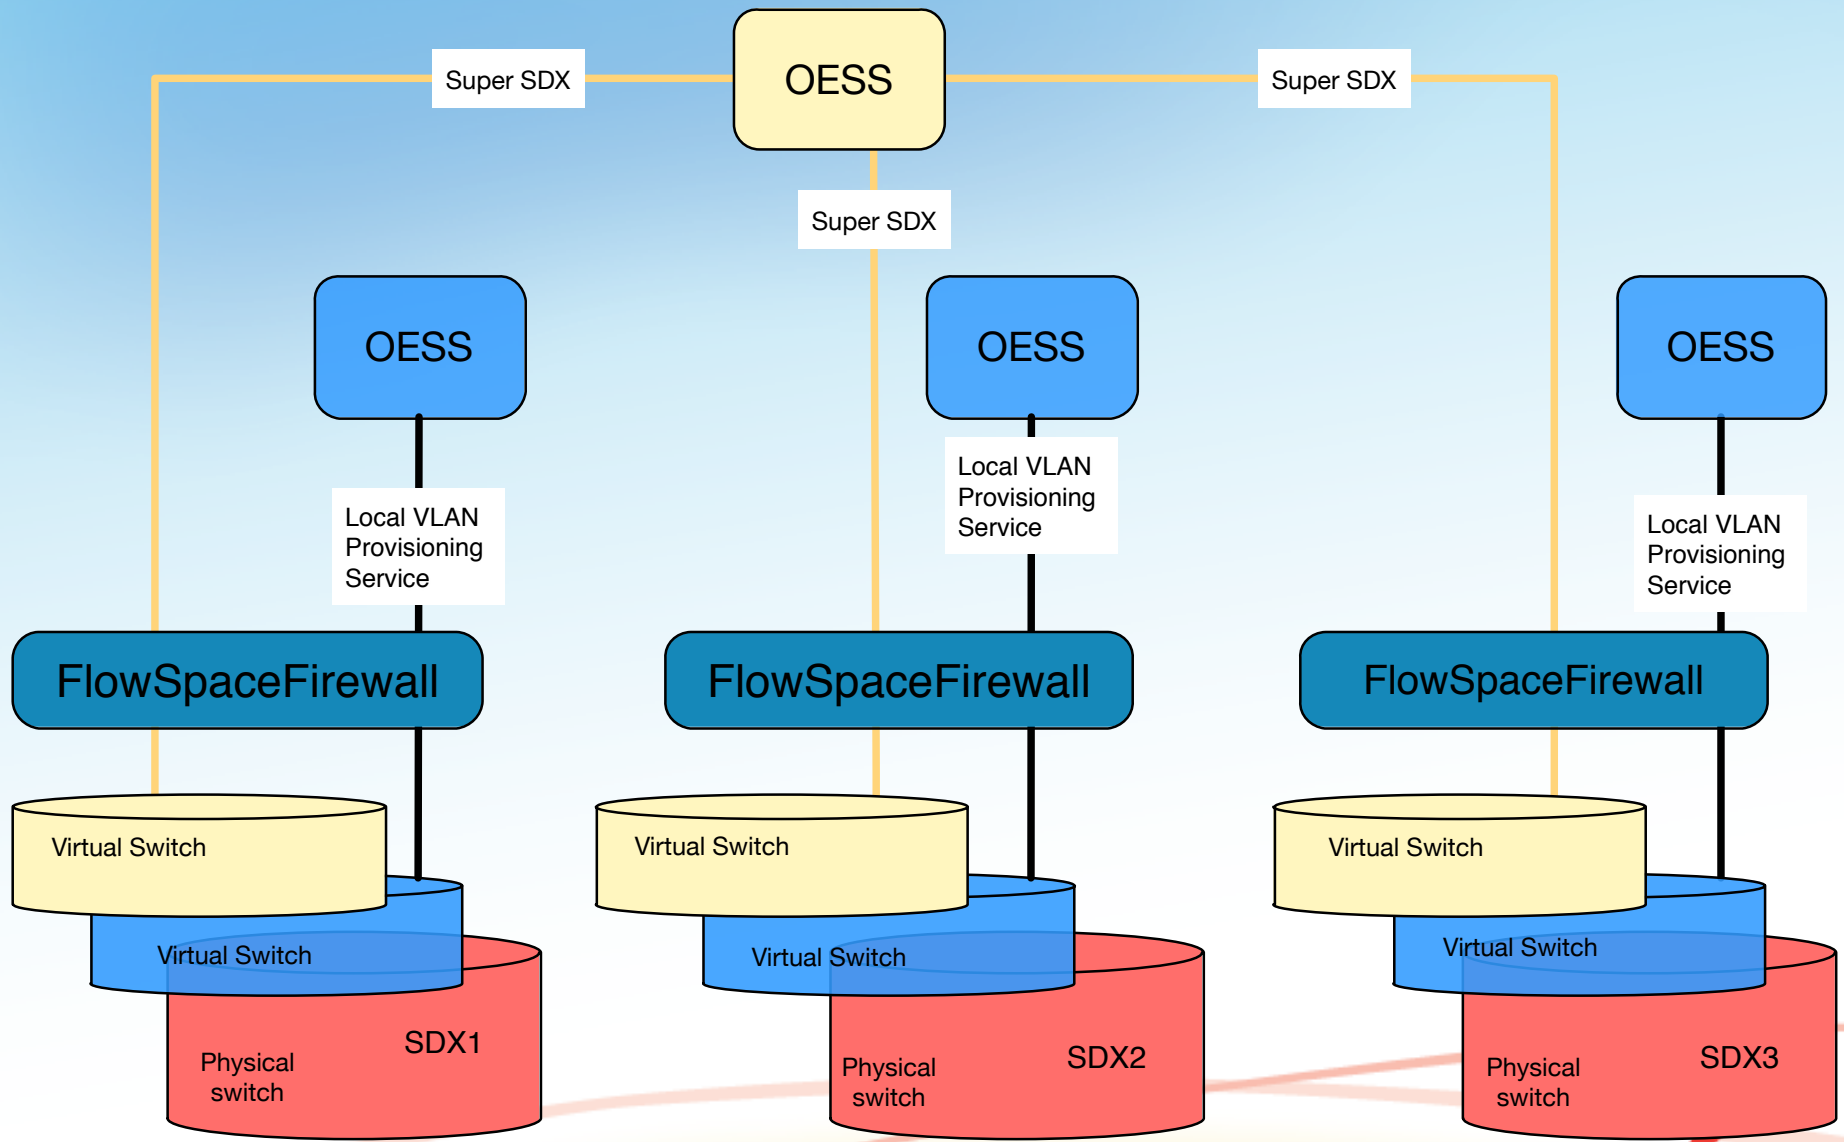 OESS
Super SDX
Super SDX
Super SDX
OESS
OESS
OESS
Local VLAN
Provisioning
Service
Local VLAN
Provisioning
Service
Local VLAN
Provisioning
Service
FlowSpaceFirewall
FlowSpaceFirewall
FlowSpaceFirewall
Virtual Switch
Virtual Switch
Virtual Switch
Virtual Switch
Virtual Switch
Virtual Switch
SDX1
Physical
switch
SDX2
Physical
switch
SDX3
Physical
switch